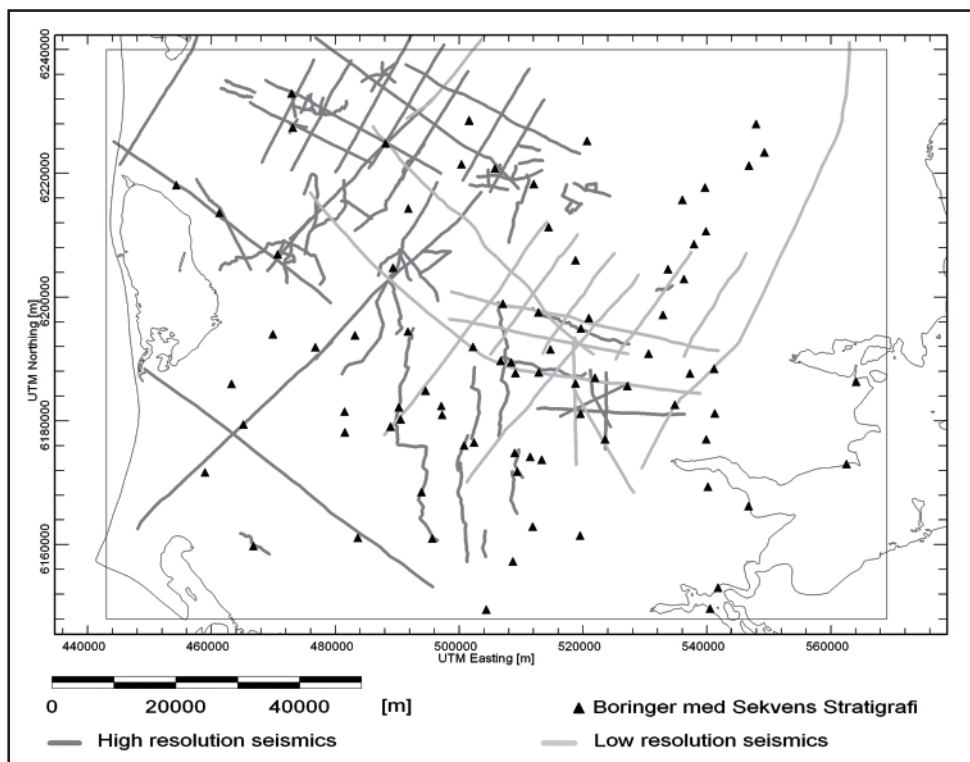 6240000
6220000
6200000
6180000
6160000
UTM Northing [m]
440000 460000 480000 500000 520000 540000 560000
UTM Easting [m]
0 20000 40000 [m]
Boringer med Sekvens Stratigrafi
High resolution seismics
Low resolution seismics